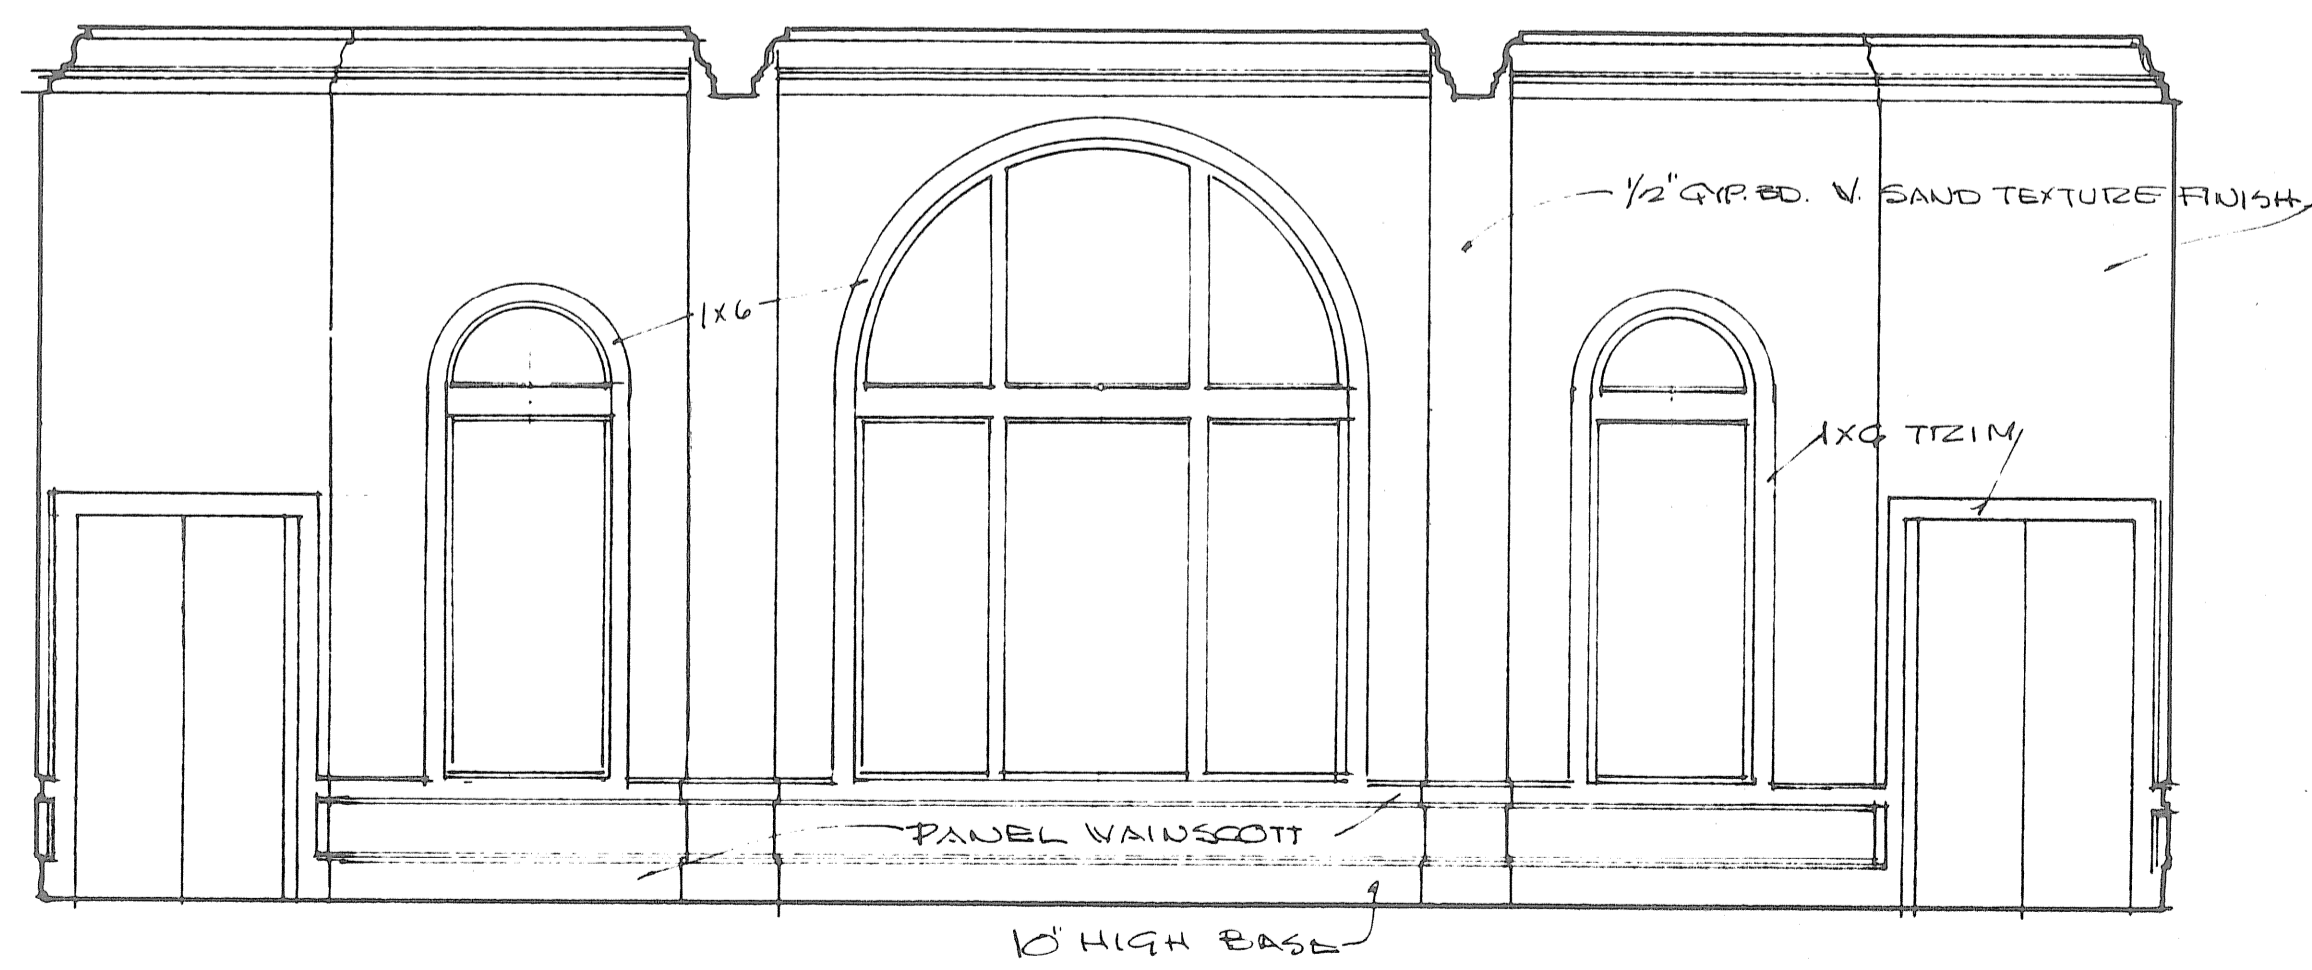 1/2" GYP. BD. W. SAND TEXTURE FINISH
1x6
1x6 TRIM
PANEL WAINSCOTT
10" HIGH BASE